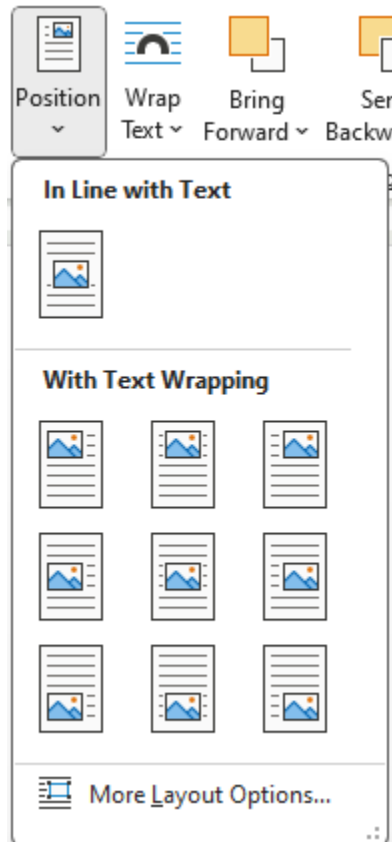 Position
Wrap
Text
Bring
Forward
In Line with Text
With Text Wrapping
More Layout Options...